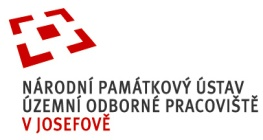 NÁRODNÍ PAMÁTKOVÝ ÚSTAV
ÚZEMNÍ ODBORNÉ PRACOVIŠTĚ
V JOSEFOVĚ